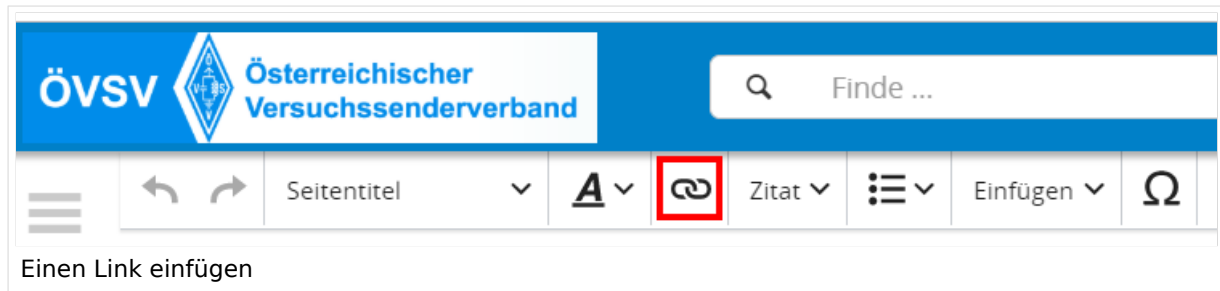 ÖVSV
Österreichischer
Versuchssenderverband
Finde ...
Seitentitel A Zitat Einfügen Ω
Einen Link einfügen